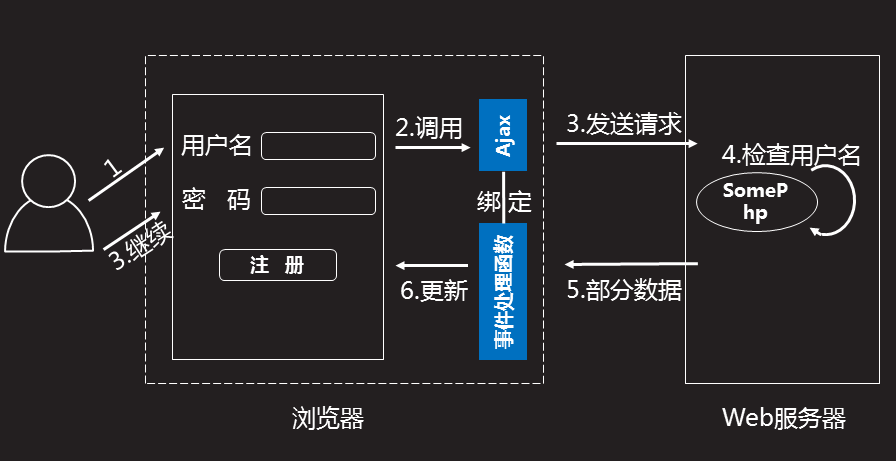 1
3.继续
用户名
密 码
注 册
2.调用
Ajax
绑 定
事件处理函数
6.更新
3.发送请求
4.检查用户名
SomeP
hp
5.部分数据
浏览器
Web服务器